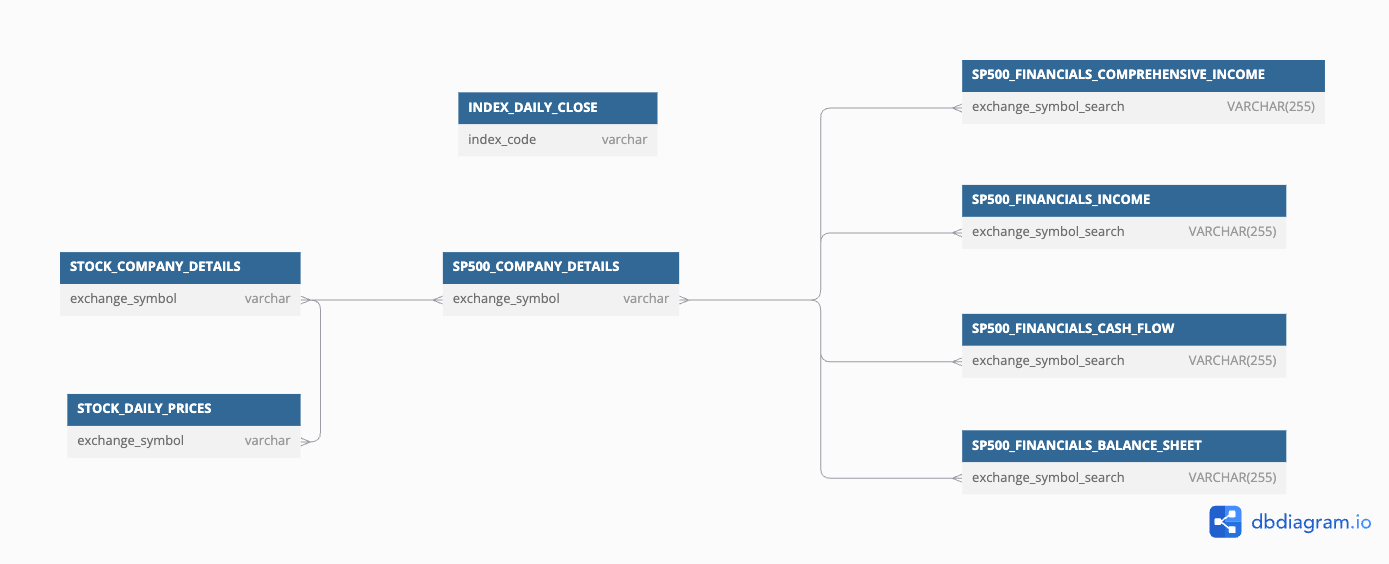 SP500_FINANCIALS_COMPREHENSIVE_INCOME
exchange_symbol_search VARCHAR(255)
INDEX_DAILY_CLOSE
index_code varchar
SP500_FINANCIALS_INCOME
exchange_symbol_search VARCHAR(255)
STOCK_COMPANY_DETAILS
exchange_symbol varchar
SP500_COMPANY_DETAILS
exchange_symbol varchar
SP500_FINANCIALS_CASH_FLOW
exchange_symbol_search VARCHAR(255)
STOCK_DAILY_PRICES
exchange_symbol varchar
SP500_FINANCIALS_BALANCE_SHEET
exchange_symbol_search VARCHAR(255)
dbdiagram.io